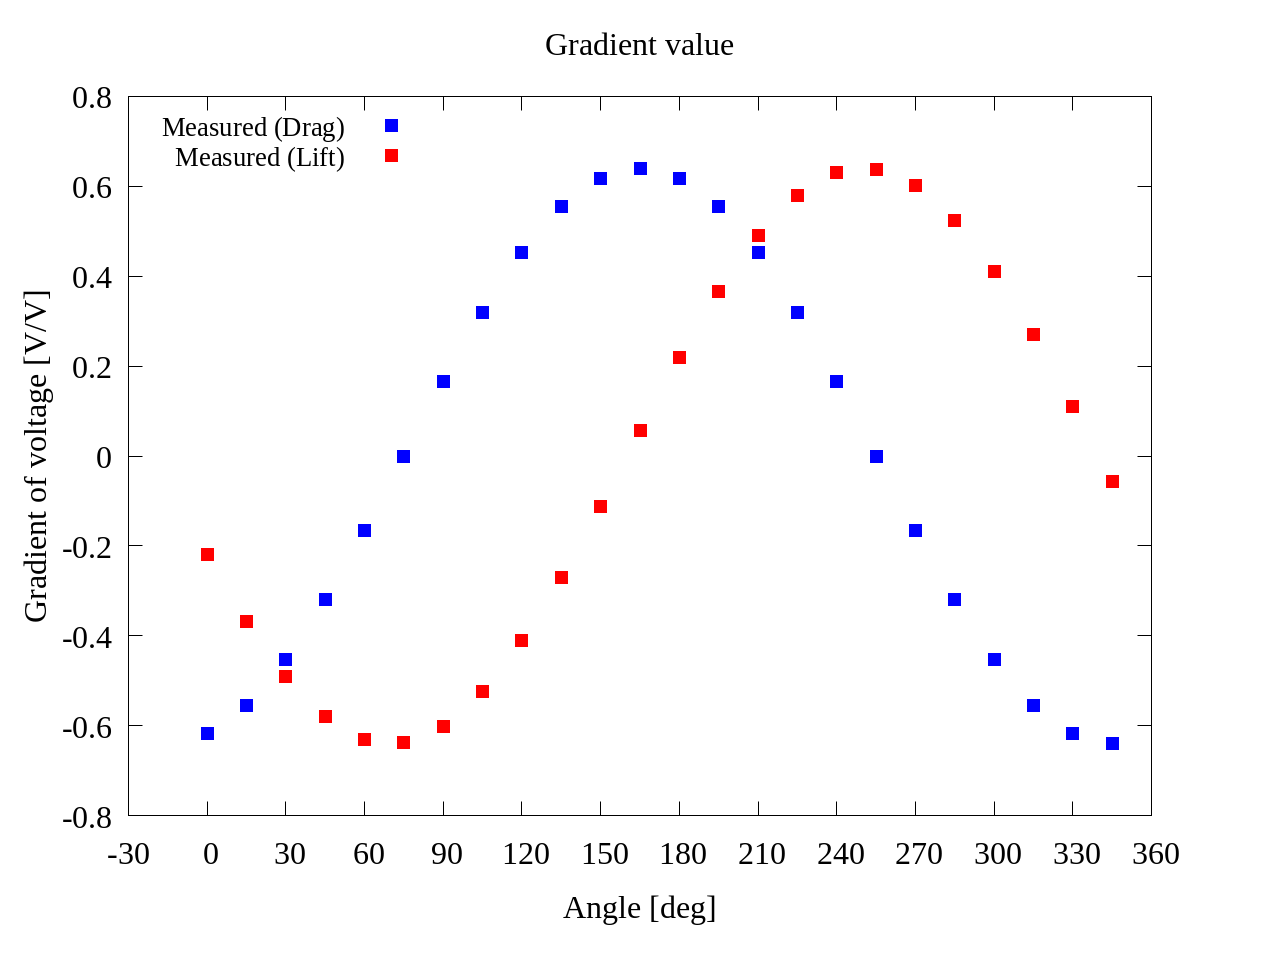 Gradient value
Measured (Drag)
Measured (Lift)
0.8
0.6
0.4
0.2
0
-0.2
-0.4
-0.6
-0.8
Gradient of voltage [V/V]
-30 0 30 60 90 120 150 180 210 240 270 300 330 360
Angle [deg]